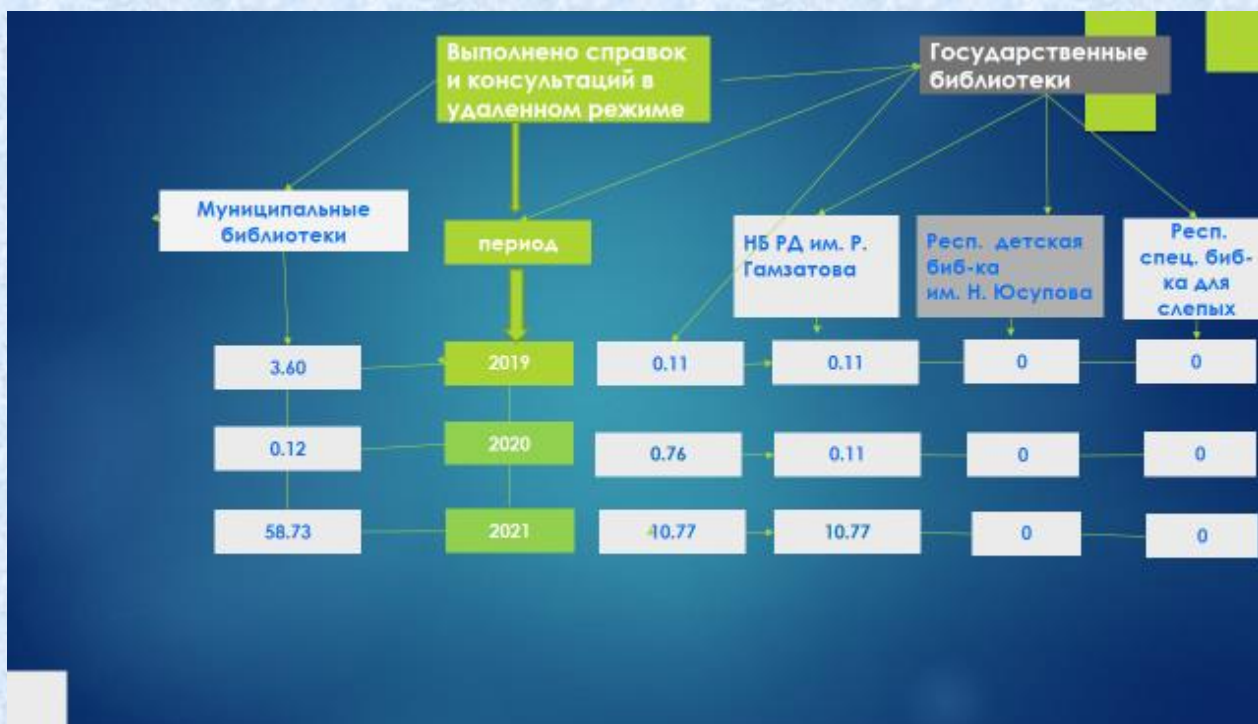 Выполнено справок
и консультаций в
удаленном режиме
Государственные
библиотеки
Муниципальные
библиотеки
период
НБ РД им. Р.
Гамзатова
Респ. детская
биб-ка
им. Н. Юсупова
Респ.
спец. биб-
ка для
слепых
3.60
2019
0.11
0.11
0
0
0.12
2020
0.76
0.11
0
0
58.73
2021
10.77
10.77
0
0